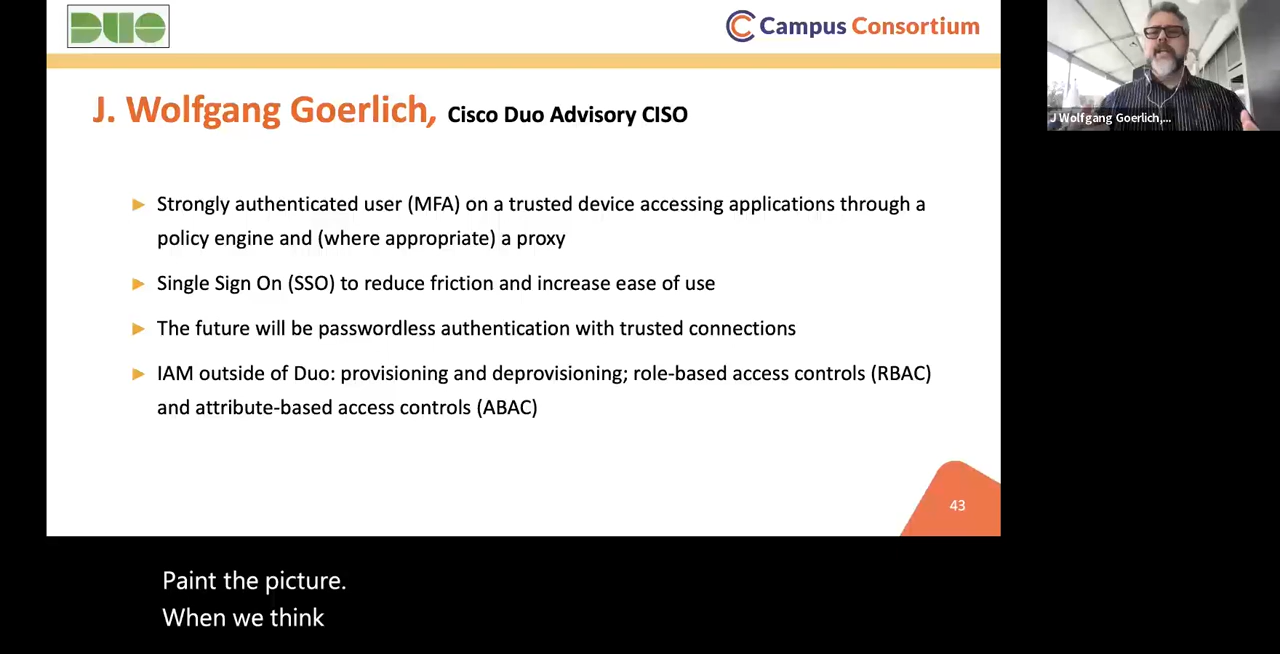 DUO
Campus Consortium
J Wolfgang Goerlich,...
J. Wolfgang Goerlich, Cisco Duo Advisory CISO
Strongly authenticated user (MFA) on a trusted device accessing applications through a
policy engine and (where appropriate) a proxy
Single Sign On (SSO) to reduce friction and increase ease of use
The future will be passwordless authentication with trusted connections
IAM outside of Duo: provisioning and deprovisioning; role-based access controls (RBAC)
and attribute-based access controls (ABAC)
43
Paint the picture.
When we think